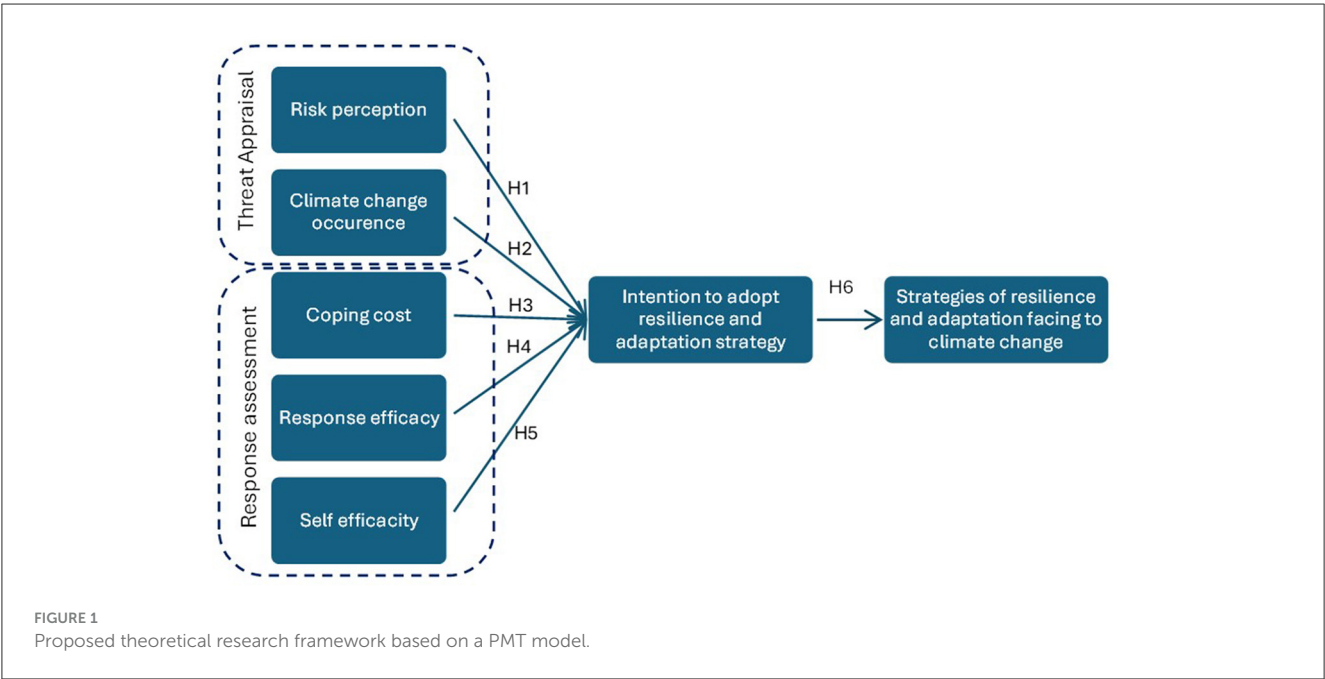 Threat Appraisal
Risk perception
Climate change
occurence
H1
H2
Response assessment
Coping cost
Response efficacy
Self efficacity
H3
H4
H5
Intention to adopt
resilience and
adaptation strategy
H6
Strategies of resilience
and adaptation facing to
climate change
FIGURE 1
Proposed theoretical research framework based on a PMT model.